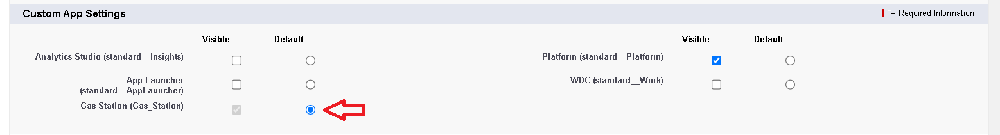 Custom App Settings
= Required Information
Visible Default
Visible Default
Analytics Studio (standard__Insights)
Platform (standard__Platform)
App Launcher
(standard__AppLauncher)
WDC (standard__Work)
Gas Station (Gas_Station)